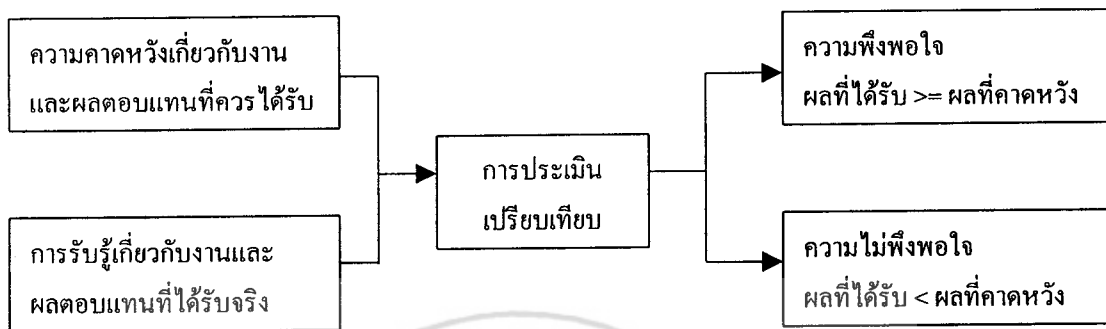 ความคาดหวังเกี่ยวกับงาน
และผลตอบแทนที่ควรได้รับ
การรับรู้เกี่ยวกับงานและ
ผลตอบแทนที่ได้รับจริง
การประเมิน
เปรียบเทียบ
ความพึงพอใจ
ผลที่ได้รับ >= ผลที่คาดหวัง
ความไม่พึงพอใจ
ผลที่ได้รับ < ผลที่คาดหวัง